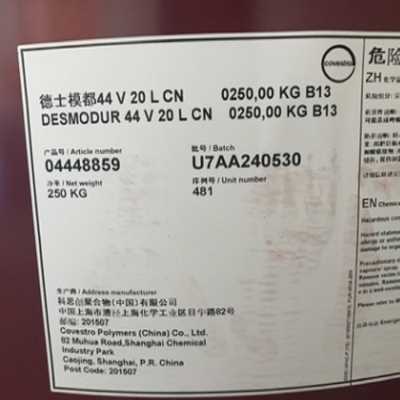 covestro
德士模都44 V 20 L CN 0250,00 KG B13
DESMODUR 44 V 20 L CN 0250,00 KG B13
产品号 / Article number
批号 / Batch
04448859
U7AA240530
净率 / Net weight
序列号 / Unit number
250 KG
481
生产商 / Address manufacturer
科思创聚合物(中国)有限公司
中国上海市漕泾上海化学工业区目华路82号
邮编: 201507
Covestro Polymers (China) Co., Ltd.
82 Muhua Road,Shanghai Chemical
Industry Park
Caojing, Shanghai, P.R. China
Post Code: 201507
危险
ZH
EN
Hazardous